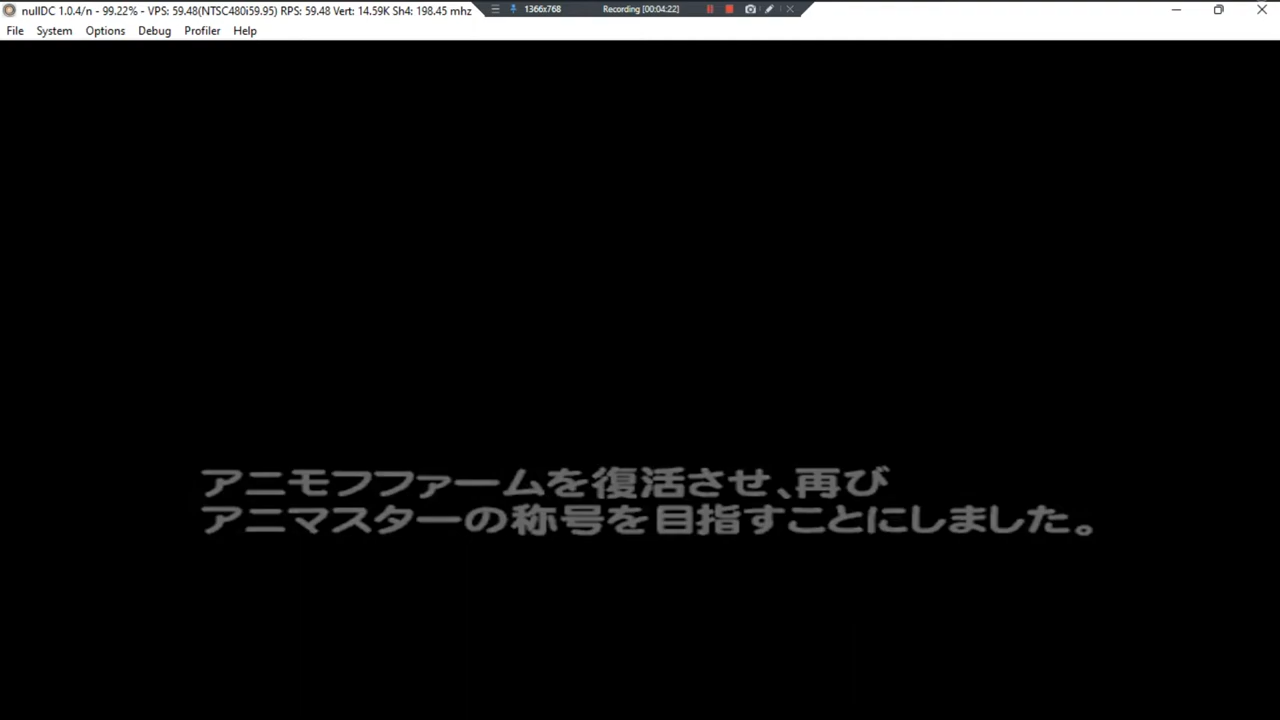 nullDC 1.0.4/n - 99.22% - VPS: 59.48(NTSC480i59.95) RPS: 59.48 Vert: 14.59K Sh4: 198.45 mhz
1366x768
Recording [00:04:22]
File System Options Debug Profiler Help
アニモフファームを復活させ、再び
アニマスターの称号を目指すことにしました。